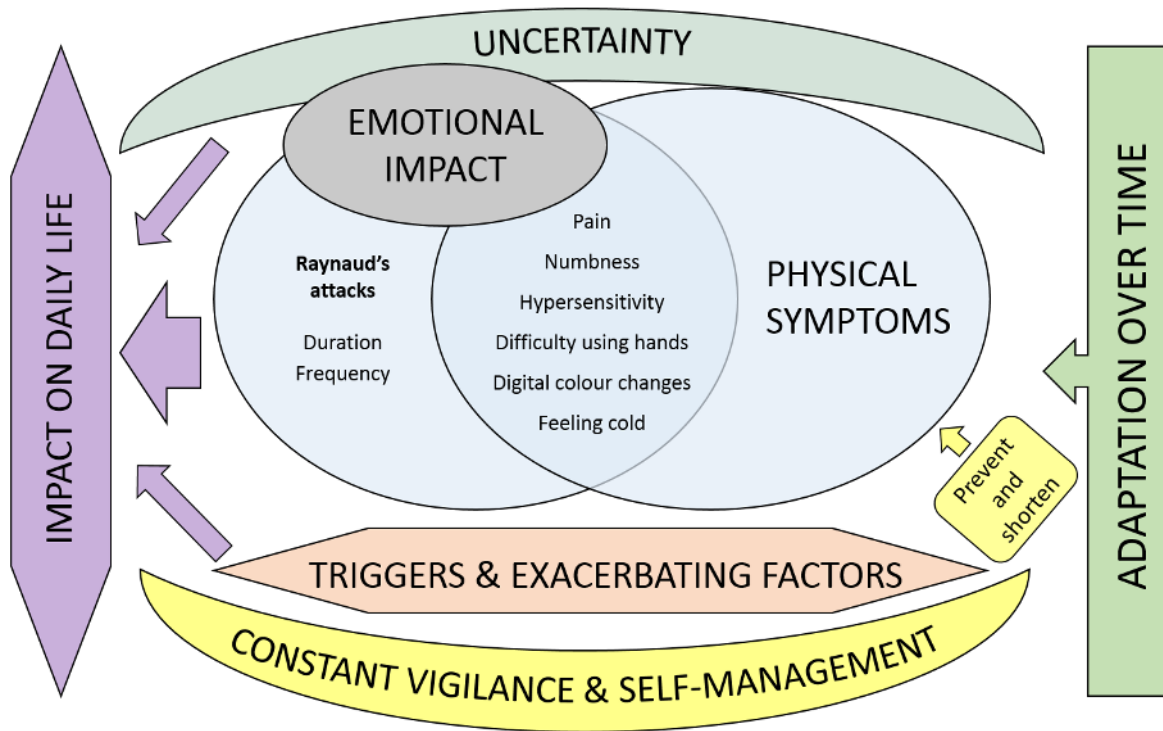 UNCERTAINTY
EMOTIONAL
IMPACT
IMPACT ON DAILY LIFE
Raynaud's
attacks
Duration
Frequency
Pain
Numbness
Hypersensitivity
Difficulty using hands
Digital colour changes
Feeling cold
PHYSICAL
SYMPTOMS
ADAPTATION OVER TIME
Prevent
and
shorten
TRIGGERS & EXACERBATING FACTORS
CONSTANT VIGILANCE & SELF-MANAGEMENT